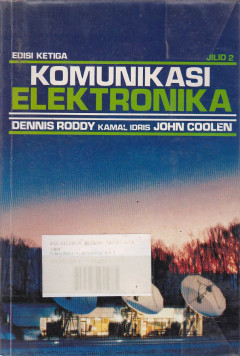 EDISI KETIGA
JILID 2
KOMUNIKASI
ELEKTRONIKA
DENNIS RODDY KAMAL IDRIS JOHN COOLEN